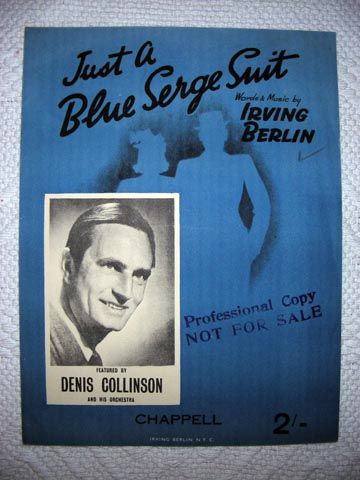 Just A
Blue Serge Suit
Words & Music by
IRVING
BERLIN
Professional Copy
NOT FOR SALE
FEATURED BY
DENIS COLLINSON
AND HIS ORCHESTRA
CHAPPELL
2/-
IRVING BERLIN N.Y.C.